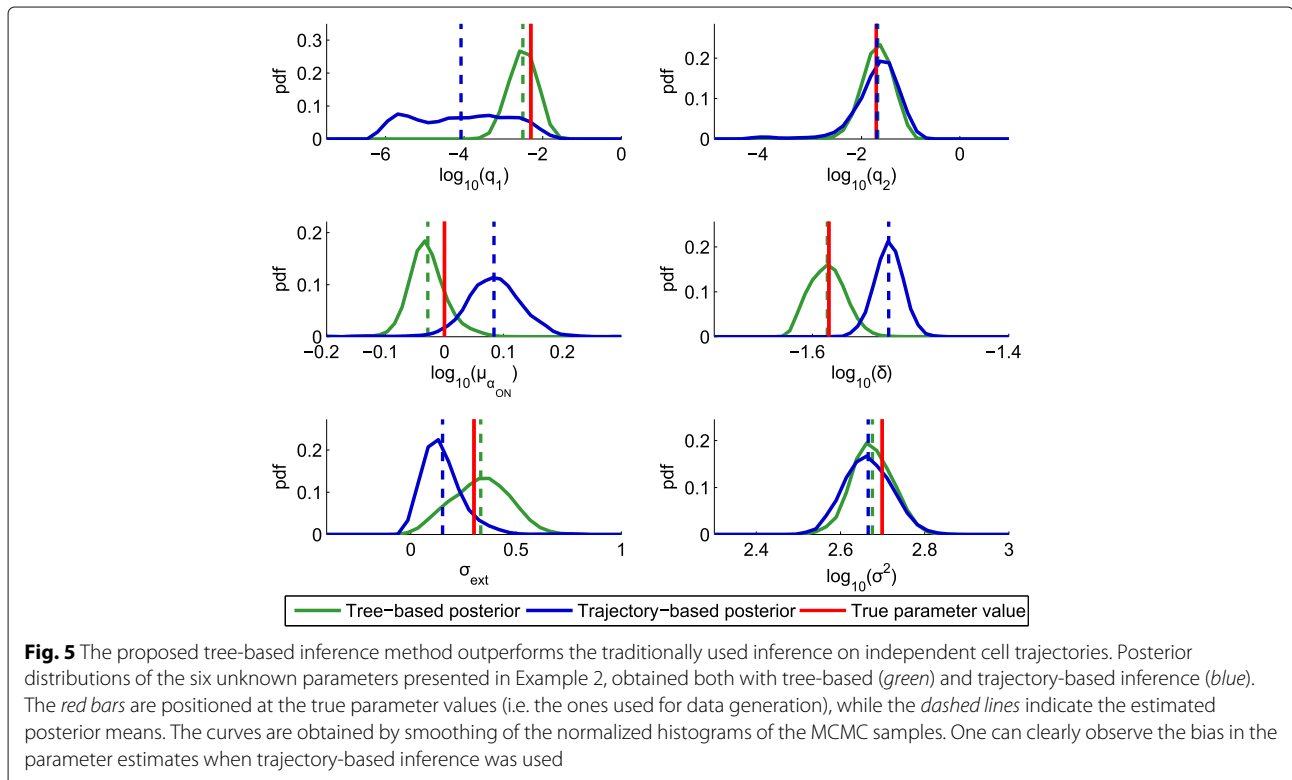 0.3
0.2
0.1
0
pdf
−6 −4 −2 0
log10(q1)
0.2
0.1
0
pdf
−4 −2 0
log10(q2)
0.2
0.1
0
pdf
−0.2 −0.1 0 0.1 0.2
log10(μαON)
0.2
0.1
0
pdf
−1.6 −1.4
log10(δ)
0.2
0.1
0
pdf
0 0.5 1
σext
0.2
0.1
0
pdf
2.4 2.6 2.8 3
log10(σ²)
Tree-based posterior Trajectory-based posterior True parameter value
Fig. 5 The proposed tree-based inference method outperforms the traditionally used inference on independent cell trajectories. Posterior
distributions of the six unknown parameters presented in Example 2, obtained both with tree-based (green) and trajectory-based inference (blue).
The red bars are positioned at the true parameter values (i.e. the ones used for data generation), while the dashed lines indicate the estimated
posterior means. The curves are obtained by smoothing of the normalized histograms of the MCMC samples. One can clearly observe the bias in the
parameter estimates when trajectory-based inference was used